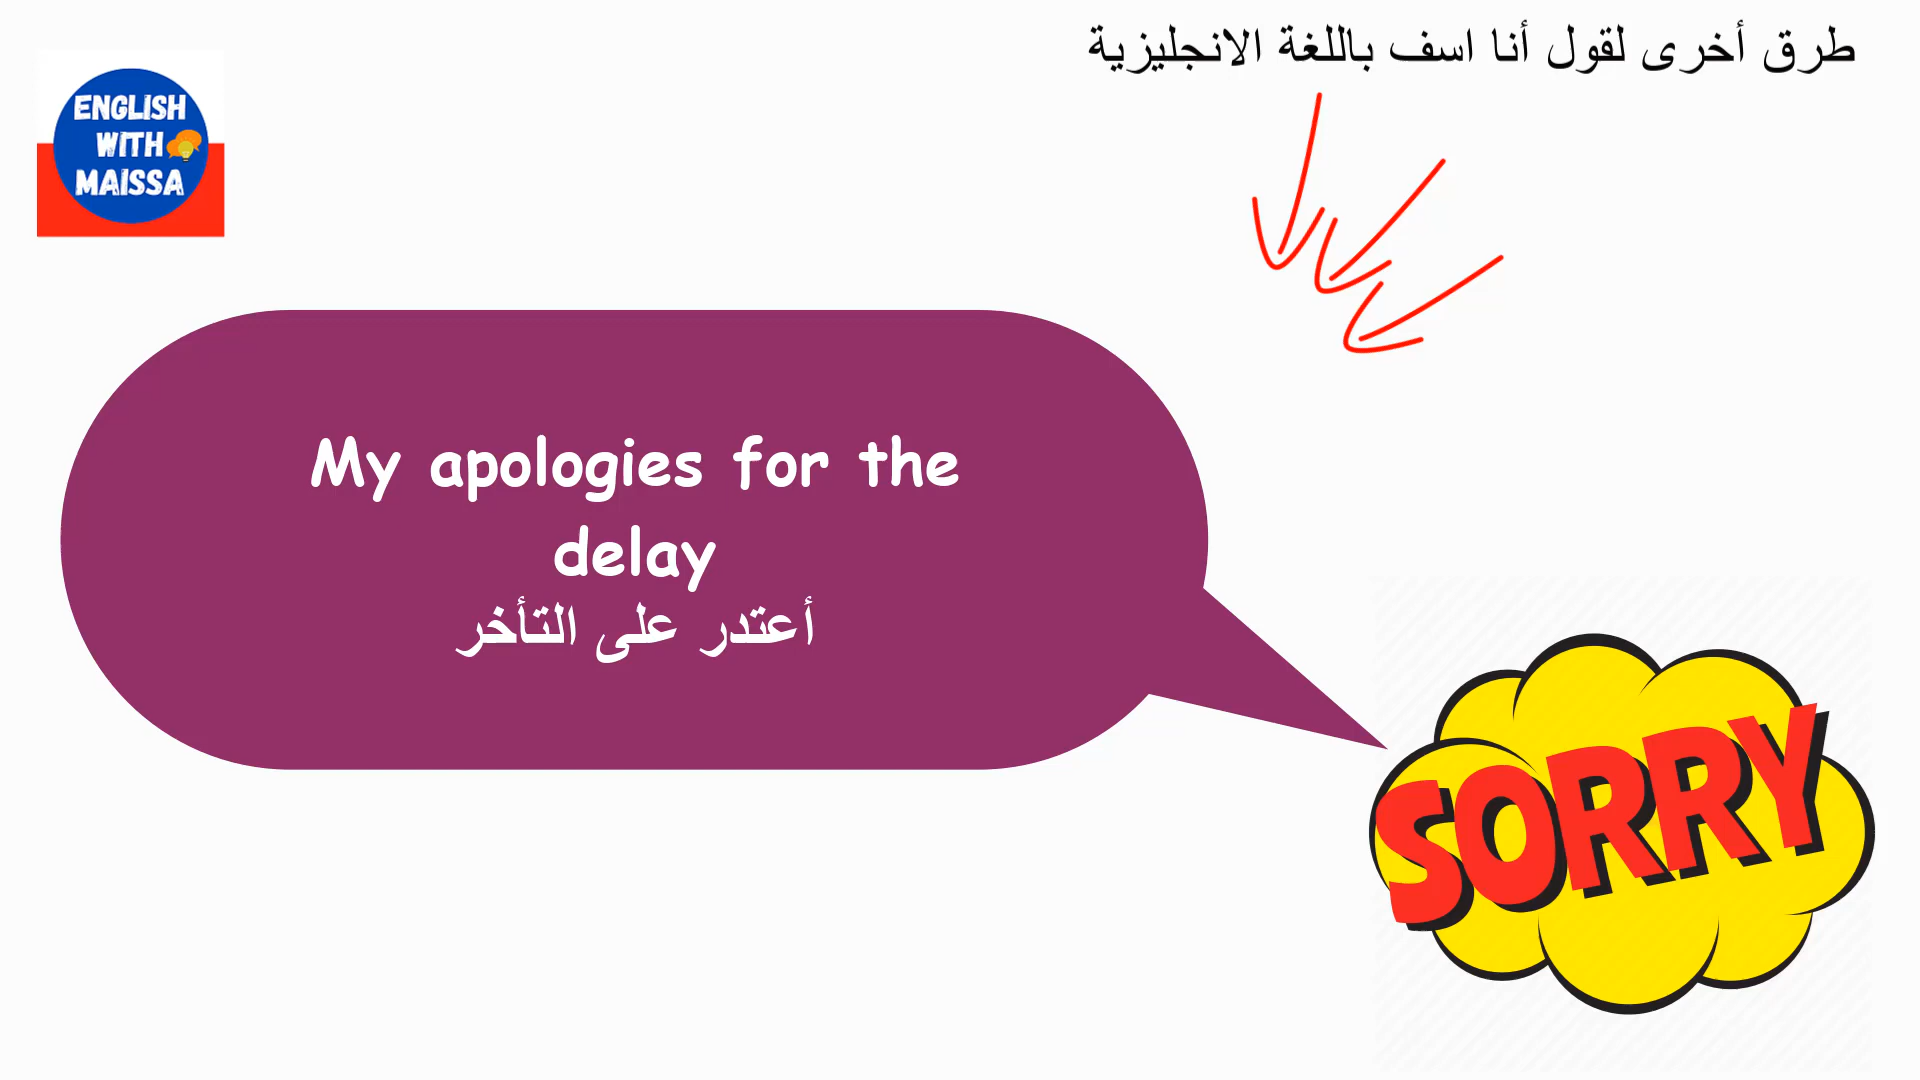 طرق أخرى لقول أنا اسف باللغة الانجليزية
ENGLISH
WITH
MAISSA
My apologies for the
delay
أعتدر على التأخر
SORRY